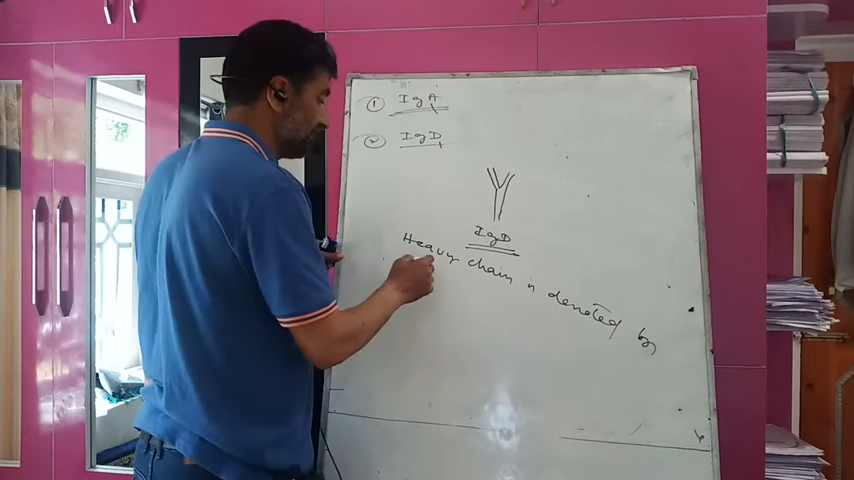 ① IgA
② IgD
IgD
Heavy chain is denoted by